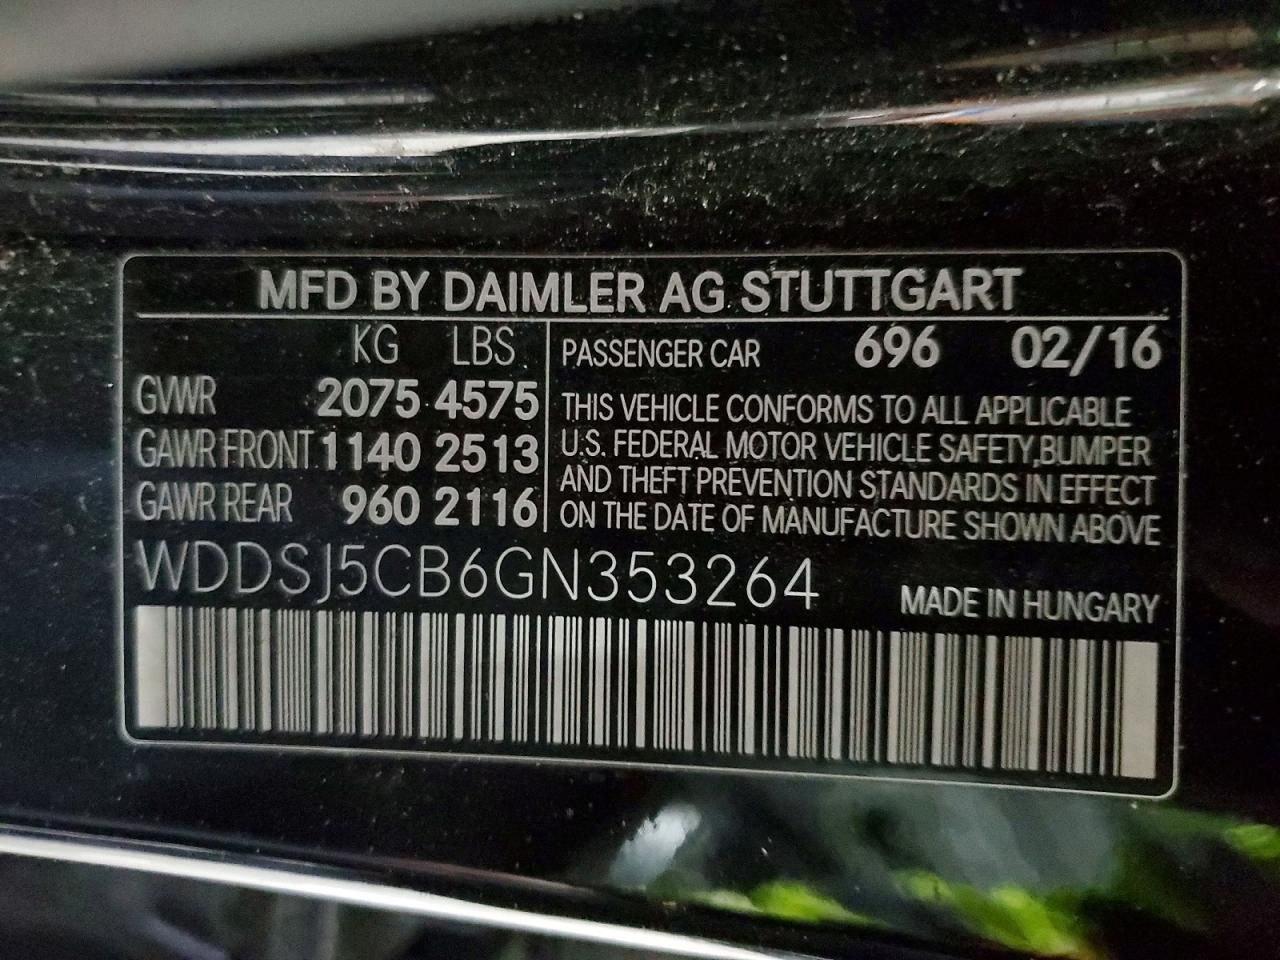 MFD BY DAIMLER AG STUTTGART
KG LBS
GVWR 2075 4575
GAWR FRONT 1140 2513
GAWR REAR 960 2116
PASSENGER CAR 696 02/16
THIS VEHICLE CONFORMS TO ALL APPLICABLE
U.S. FEDERAL MOTOR VEHICLE SAFETY,BUMPER
AND THEFT PREVENTION STANDARDS IN EFFECT
ON THE DATE OF MANUFACTURE SHOWN ABOVE
WDDSJ5CB6GN353264
MADE IN HUNGARY